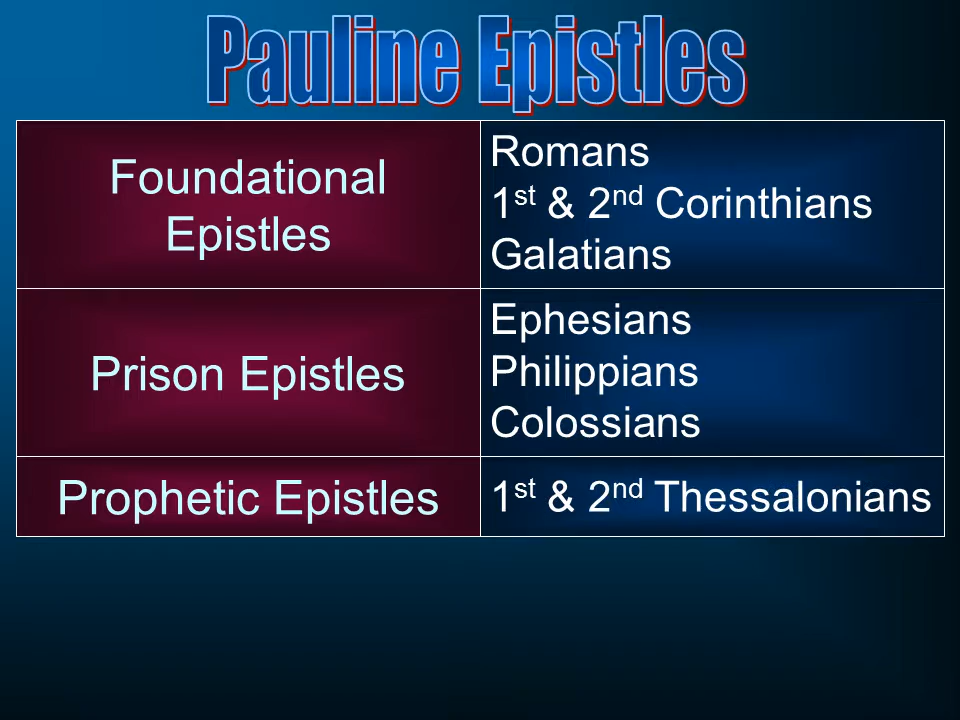 Pauline Epistles
Foundational
Epistles
Romans
1st & 2nd Corinthians
Galatians
Prison Epistles
Ephesians
Philippians
Colossians
Prophetic Epistles
1st & 2nd Thessalonians